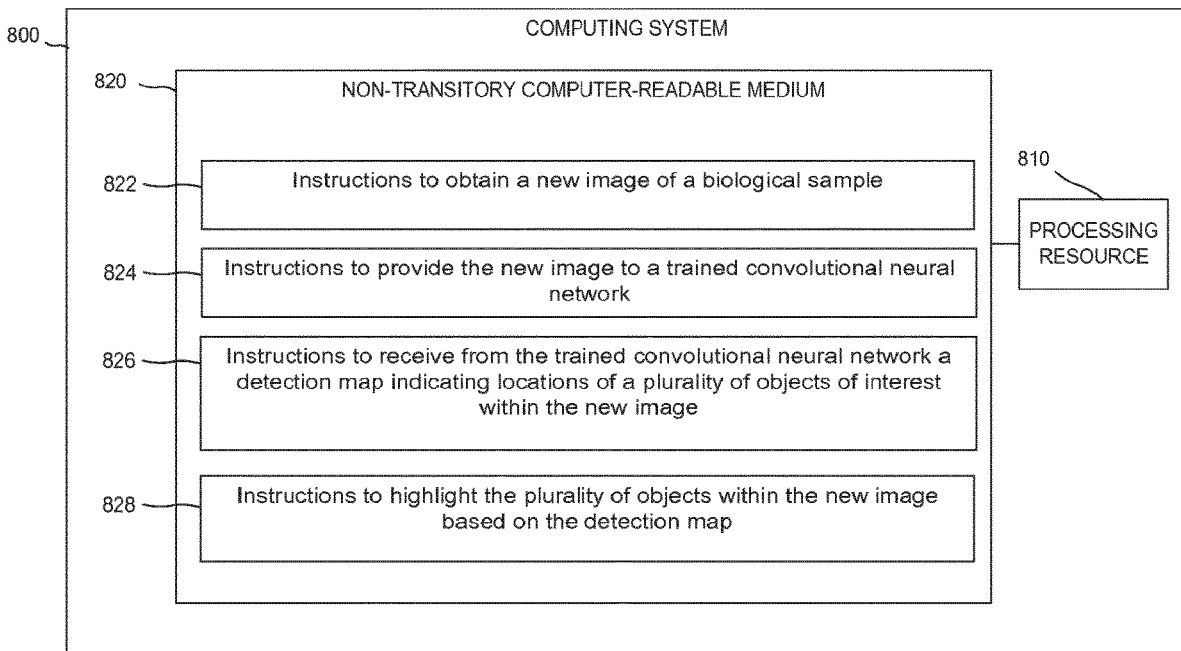 COMPUTING SYSTEM
800
820
NON-TRANSITORY COMPUTER-READABLE MEDIUM
810
822
Instructions to obtain a new image of a biological sample
PROCESSING
RESOURCE
824
Instructions to provide the new image to a trained convolutional neural
network
826
Instructions to receive from the trained convolutional neural network a
detection map indicating locations of a plurality of objects of interest
within the new image
828
Instructions to highlight the plurality of objects within the new image
based on the detection map